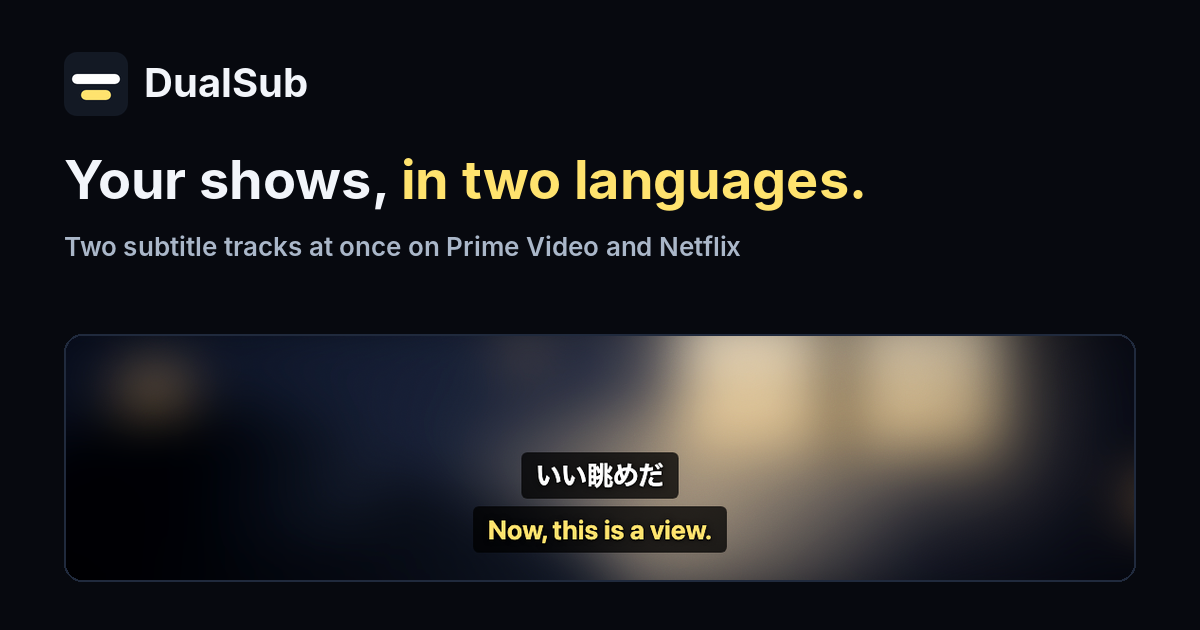 DualSub
Your shows, in two languages.
Two subtitle tracks at once on Prime Video and Netflix
いい眺めだ
Now, this is a view.